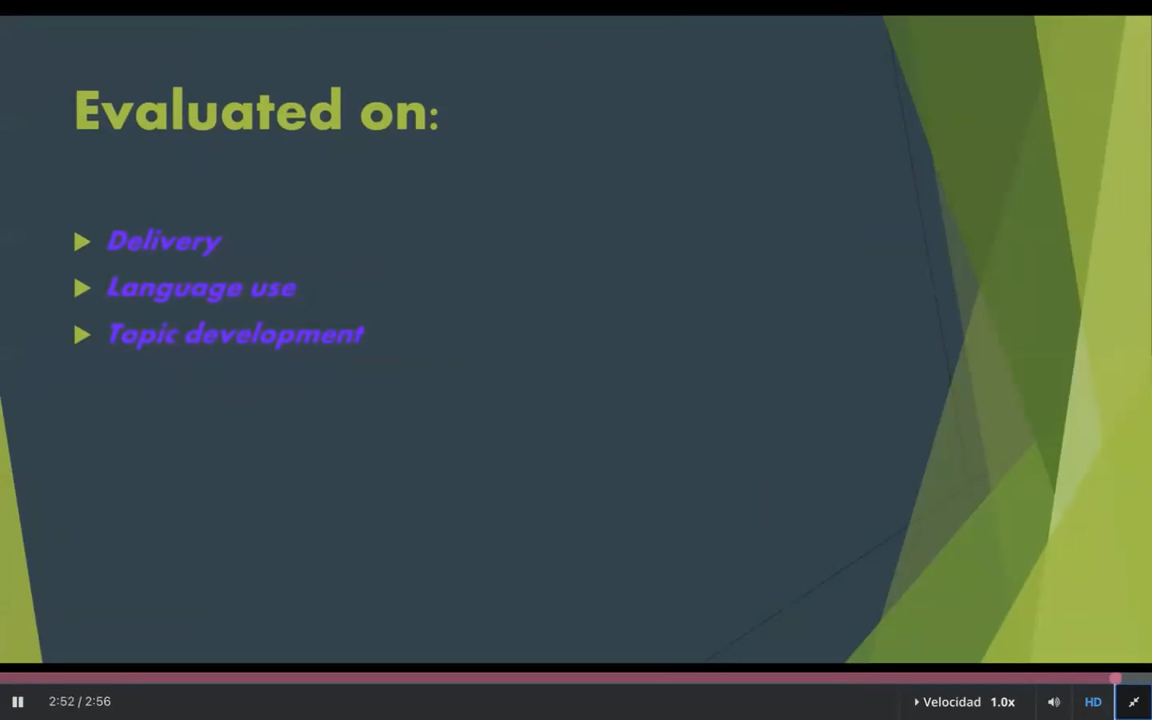 Evaluated on:
Delivery
Language use
Topic development
2:52 / 2:56
Velocidad 1.0x
HD